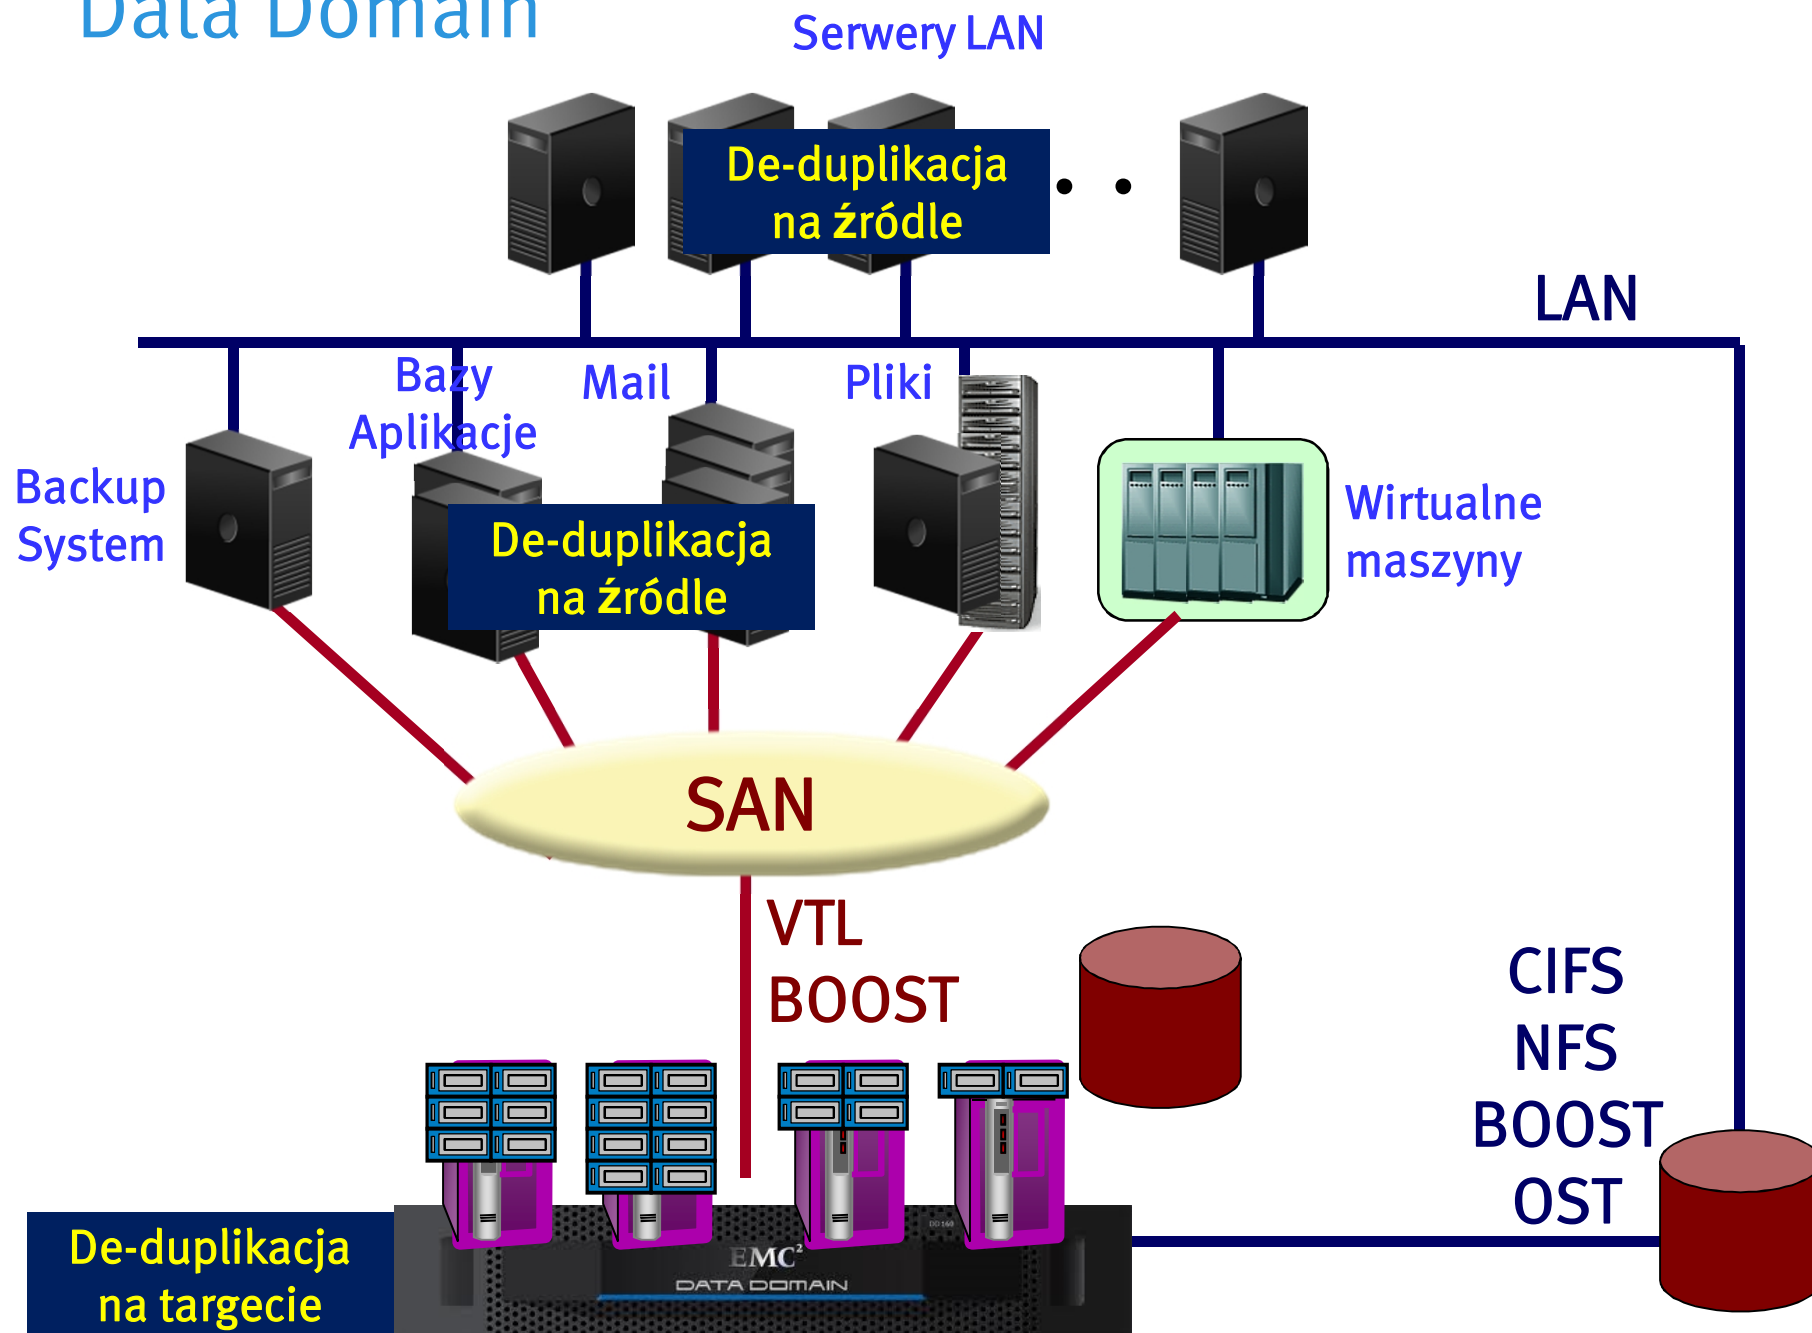 Data Domain
Serwery LAN
De-duplikacja
na źródle
LAN
Bazy
Aplikacje
Mail
Pliki
Backup
System
De-duplikacja
na źródle
Wirtualne
maszyny
SAN
VTL
BOOST
CIFS
NFS
BOOST
OST
De-duplikacja
na targecie
DD160
EMC²
DATA DOMAIN